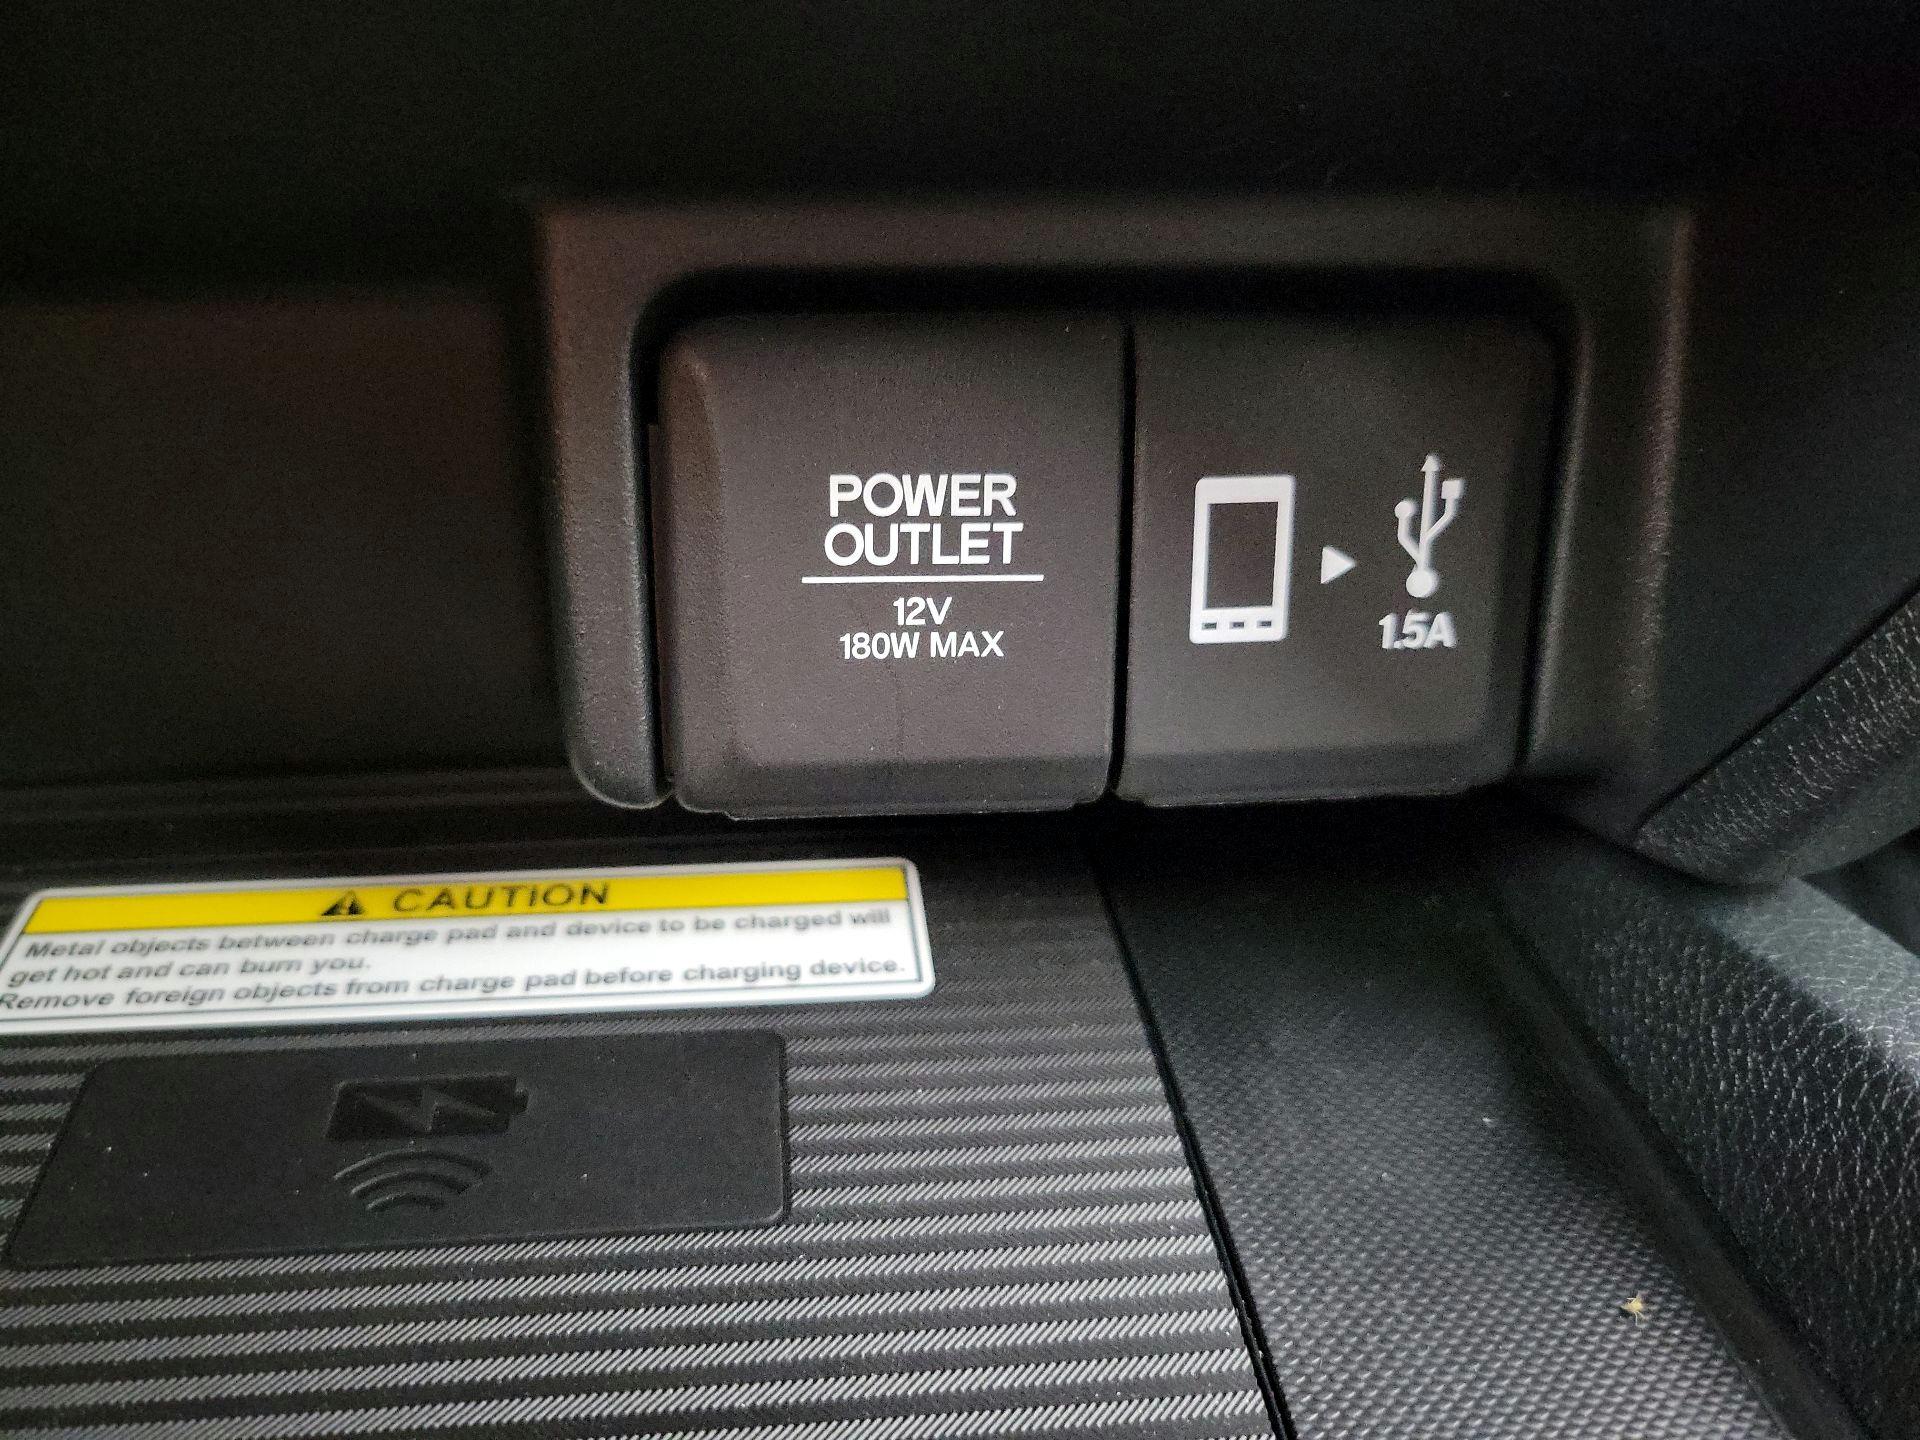 POWER
OUTLET
12V
180W MAX
1.5A
CAUTION
Metal objects between charge pad and device to be charged will
get hot and can burn you.
Remove foreign objects from charge pad before charging device.